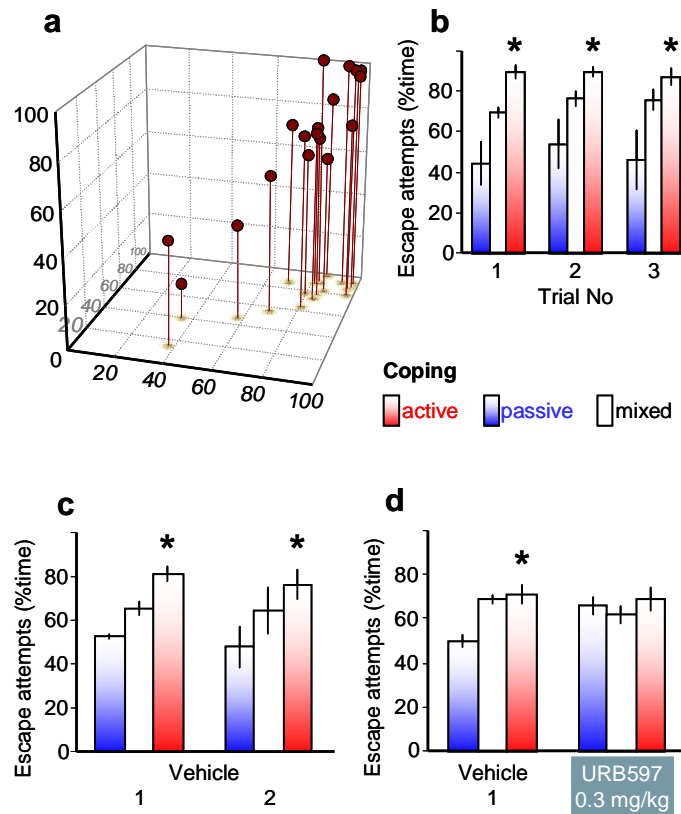 a
100
80
60
40
20
0
100
80
60
40
20
20
40
60
80
100
b
Escape attempts (%time)
80
60
40
20
0
* * *
1 2 3
Trial No
Coping
active passive mixed
c
Escape attempts (%time)
80
60
40
20
0
* *
Vehicle
1 2
d
Escape attempts (%time)
80
60
40
20
0
*
Vehicle
1
URB597
0.3 mg/kg